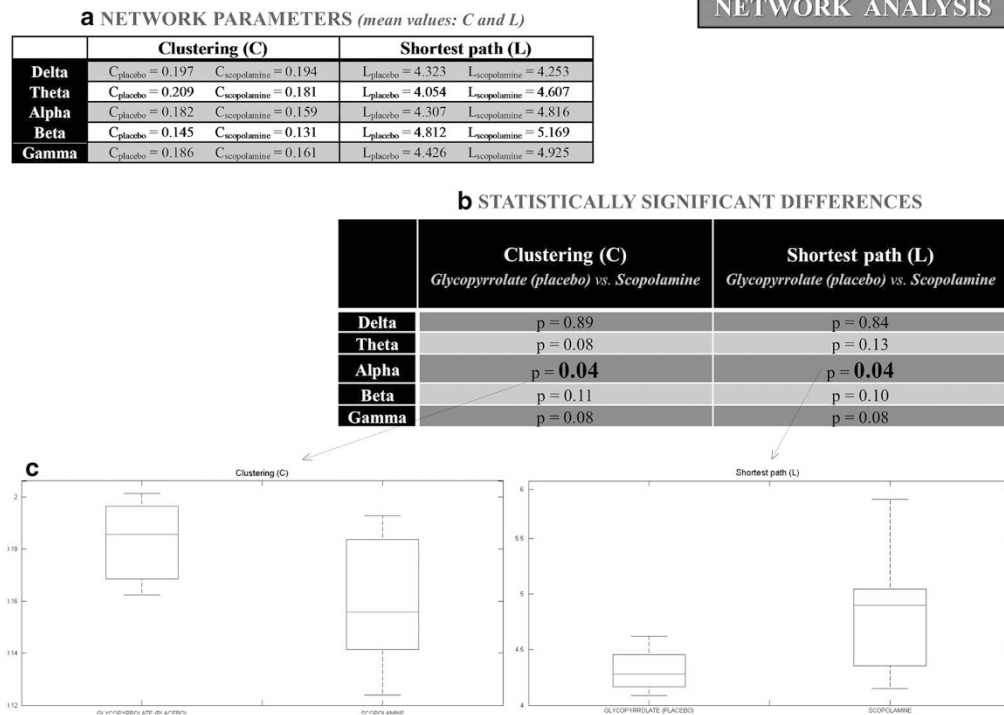 NETWORK ANALYSIS
a NETWORK PARAMETERS (mean values: C and L)
Clustering (C) Shortest path (L)
Delta Cplacebo = 0.197 Cscopolamine = 0.194 Lplacebo = 4.323 Lscopolamine = 4.253
Theta Cplacebo = 0.209 Cscopolamine = 0.181 Lplacebo = 4.054 Lscopolamine = 4.607
Alpha Cplacebo = 0.182 Cscopolamine = 0.159 Lplacebo = 4.307 Lscopolamine = 4.816
Beta Cplacebo = 0.145 Cscopolamine = 0.131 Lplacebo = 4.812 Lscopolamine = 5.169
Gamma Cplacebo = 0.186 Cscopolamine = 0.161 Lplacebo = 4.426 Lscopolamine = 4.925
b STATISTICALLY SIGNIFICANT DIFFERENCES
Clustering (C) Shortest path (L)
Glycopyrrolate (placebo) vs. Scopolamine Glycopyrrolate (placebo) vs. Scopolamine
Delta p = 0.89 p = 0.84
Theta p = 0.08 p = 0.13
Alpha p = 0.04 p = 0.04
Beta p = 0.11 p = 0.10
Gamma p = 0.08 p = 0.08
c
Clustering (C)
2
.18
.16
.14
.12
GLYCOPYRROLATE (PLACEBO) SCOPOLAMINE
Shortest path (L)
6
5.5
5
4.5
4
GLYCOPYRROLATE (PLACEBO) SCOPOLAMINE